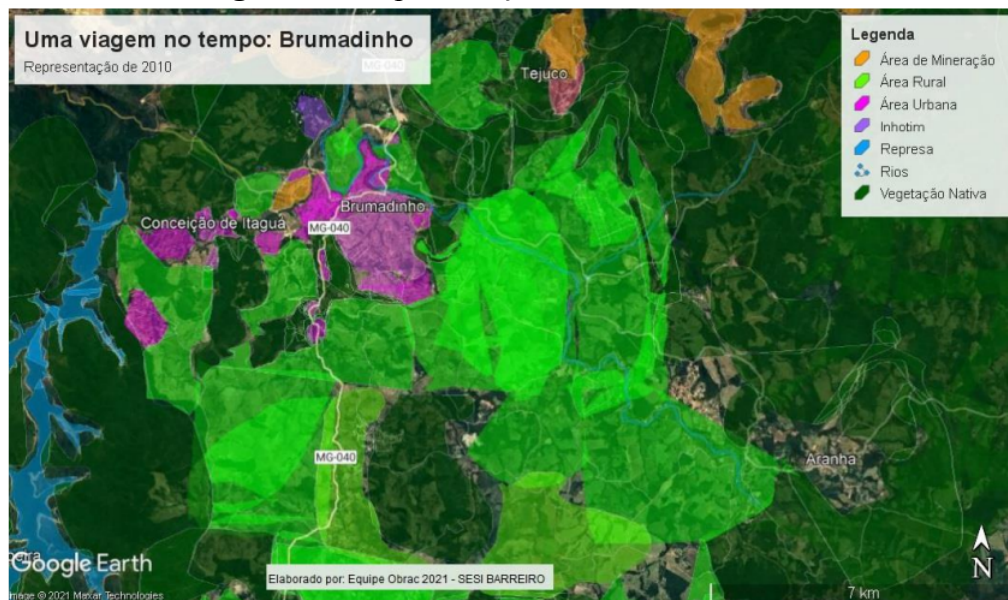 Uma viagem no tempo: Brumadinho
Representação de 2010
MG-040
Tejuco
Legenda
Área de Mineração
Área Rural
Área Urbana
Inhotim
Represa
Rios
Vegetação Nativa
Conceição de Itaguá
Brumadinho
MG-040
MG-040
Aranha
Google Earth
Image © 2021 Maxar Technologies
Elaborado por: Equipe Obrac 2021 - SESI BARREIRO
N
7 km